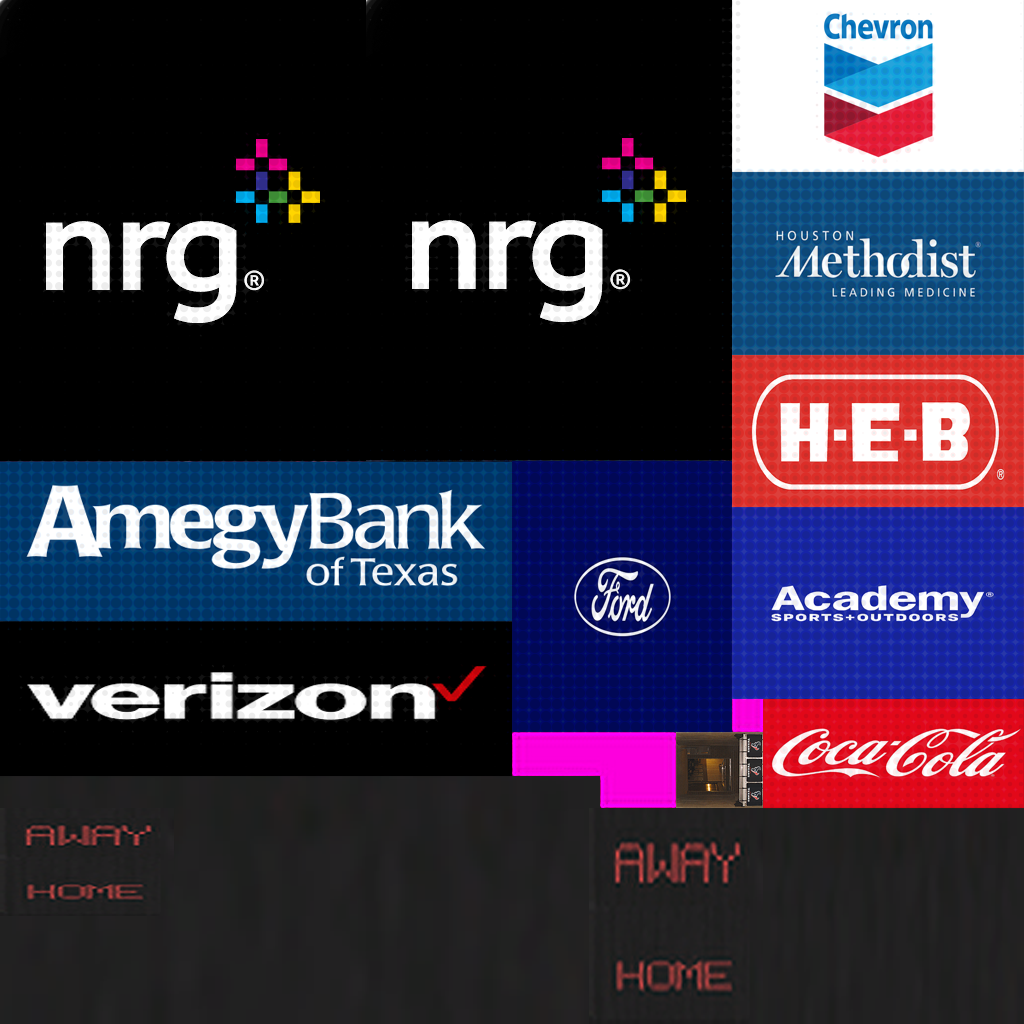 nrg®
nrg®
Chevron
HOUSTON
Methodist®
LEADING MEDICINE
H·E·B®
AmegyBank
of Texas
Ford
Academy®
SPORTS+OUTDOORS
verizon
Coca-Cola
AWAY
HOME
AWAY
HOME